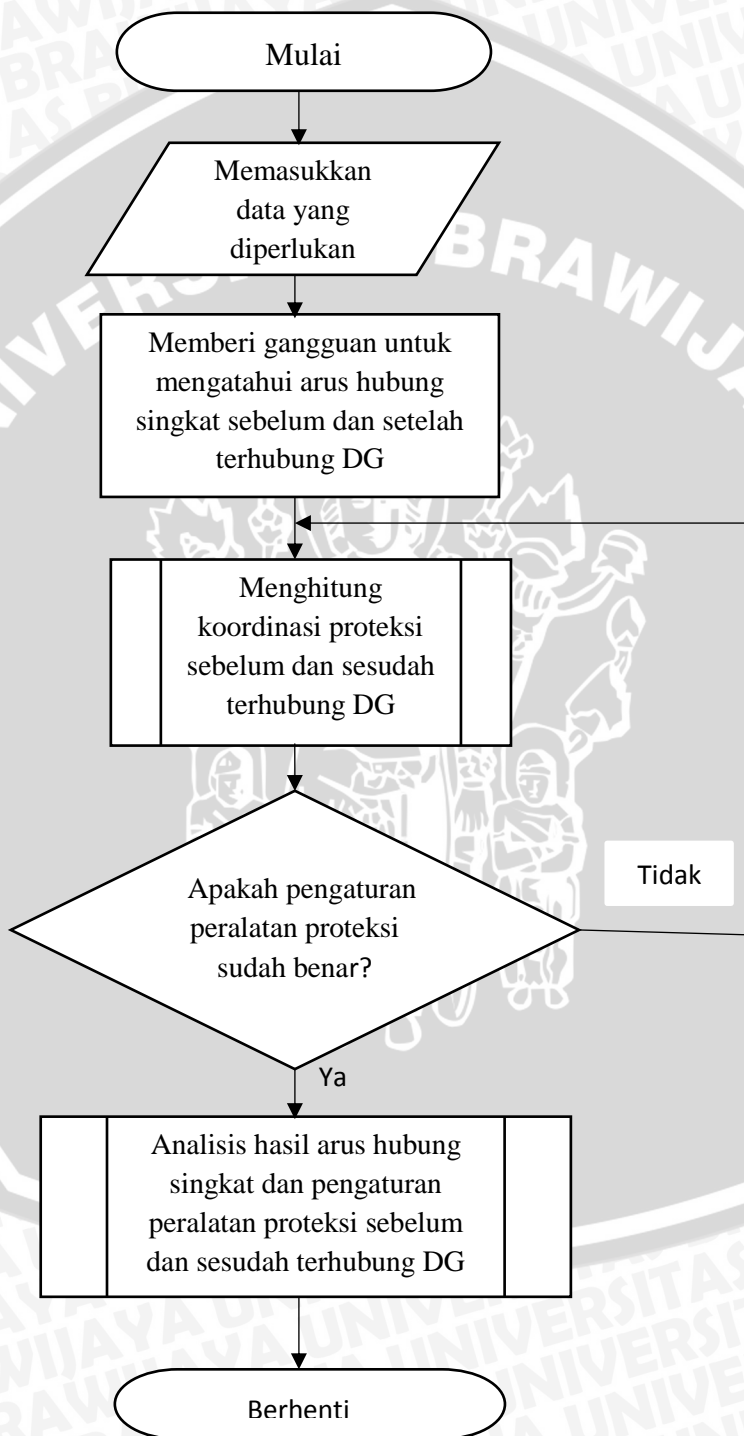 Mulai
Memasukkan
data yang
diperlukan
Memberi gangguan untuk
mengatahui arus hubung
singkat sebelum dan setelah
terhubung DG
Menghitung
koordinasi proteksi
sebelum dan sesudah
terhubung DG
Apakah pengaturan
peralatan proteksi
sudah benar?
Tidak
Ya
Analisis hasil arus hubung
singkat dan pengaturan
peralatan proteksi sebelum
dan sesudah terhubung DG
Berhenti